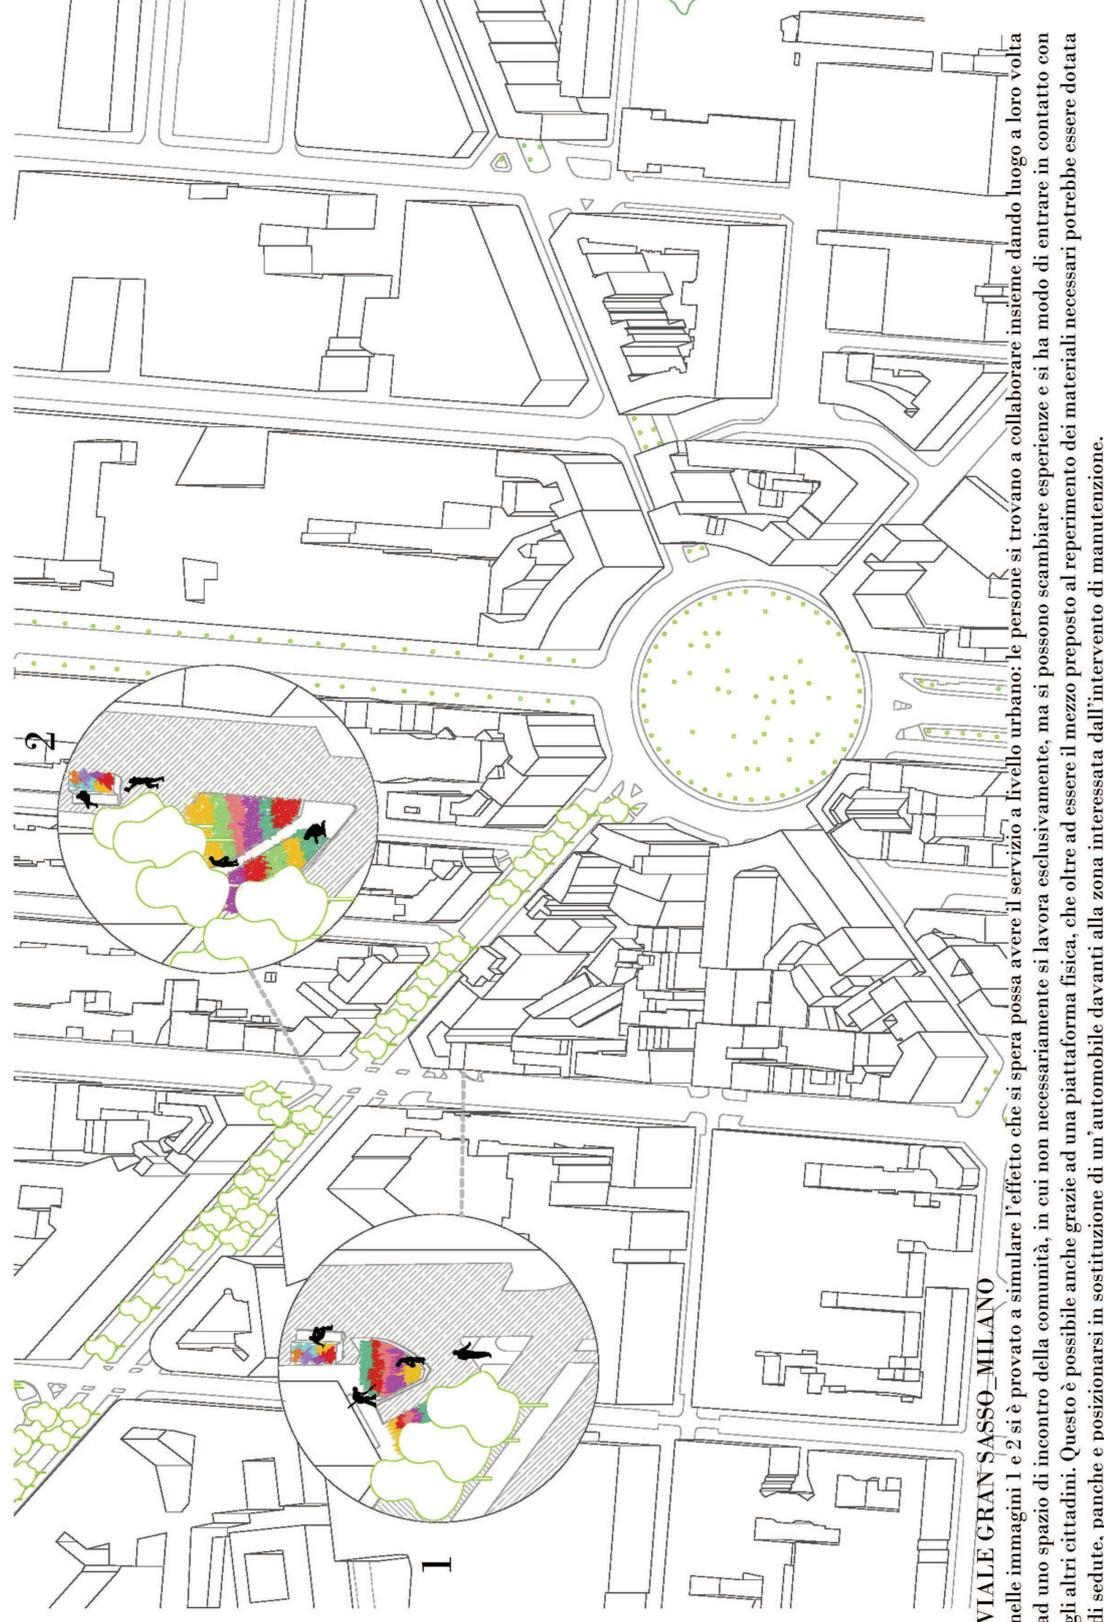 2
1
VIALE GRAN SASSO_MILANO
nelle immagini 1 e 2 si è provato a simulare l'effetto che si spera possa avere il servizio a livello urbano: le persone si trovano a collaborare insieme dando luogo a loro volta
ad uno spazio di incontro della comunità, in cui non necessariamente si lavora esclusivamente, ma si possono scambiare esperienze e si ha modo di entrare in contatto con
gli altri cittadini. Questo è possibile anche grazie ad una piattaforma fisica, che oltre ad essere il mezzo preposto al reperimento dei materiali necessari potrebbe essere dotata
di sedute, panche e posizionarsi in sostituzione di un'automobile davanti alla zona interessata dall'intervento di manutenzione.